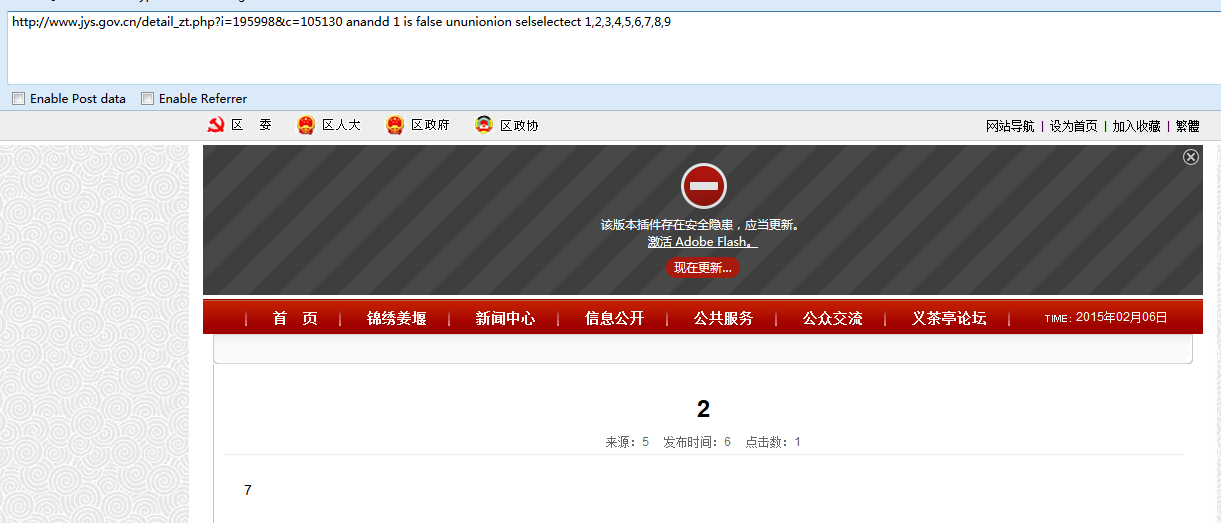 http://www.jys.gov.cn/detail_zt.php?i=195998&c=105130 anandd 1 is false ununionion selselectect 1,2,3,4,5,6,7,8,9
Enable Post data Enable Referrer
区 委 区人大 区政府 区政协 网站导航 | 设为首页 | 加入收藏 | 繁體
该版本插件存在安全隐患，应当更新。
激活 Adobe Flash。
现在更新...
首 页 | 锦绣姜堰 | 新闻中心 | 信息公开 | 公共服务 | 公众交流 | 义茶亭论坛 | TIME : 2015年02月06日
2
来源：5 发布时间：6 点击数：1
7